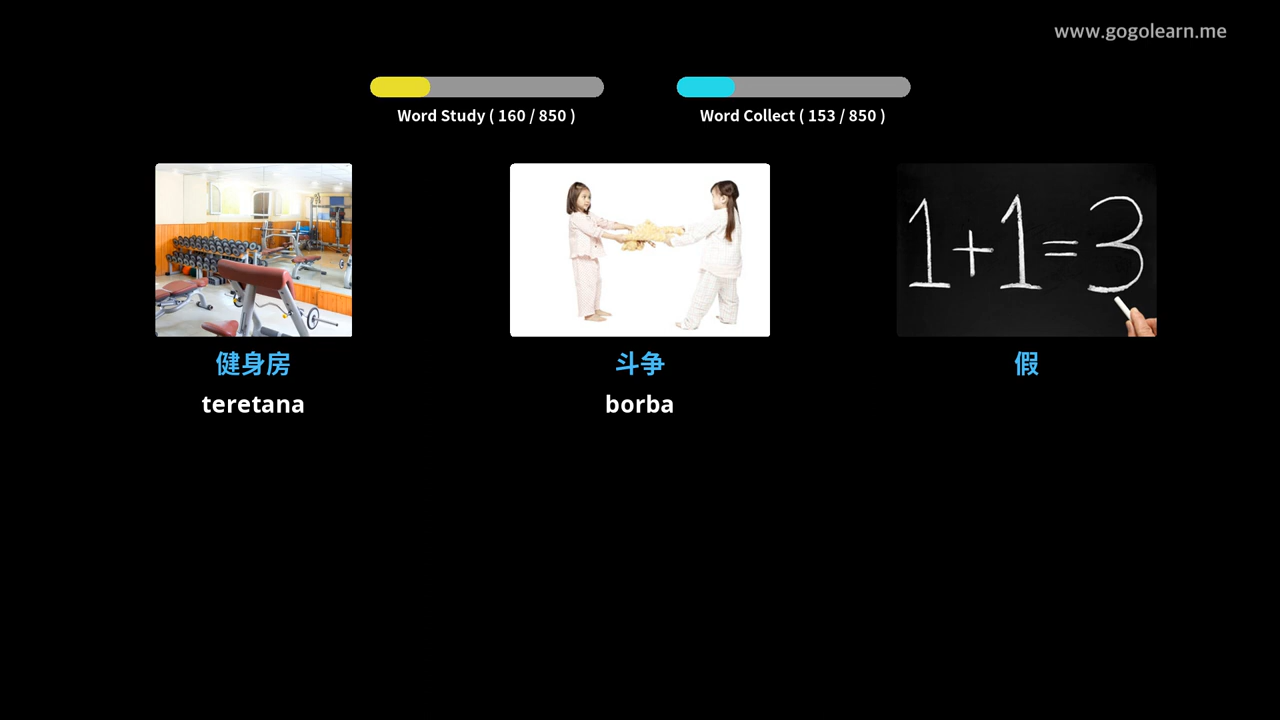 www.gogolearn.me
Word Study ( 160 / 850 )
Word Collect ( 153 / 850 )
1+1=3
健身房
斗争
假
teretana
borba